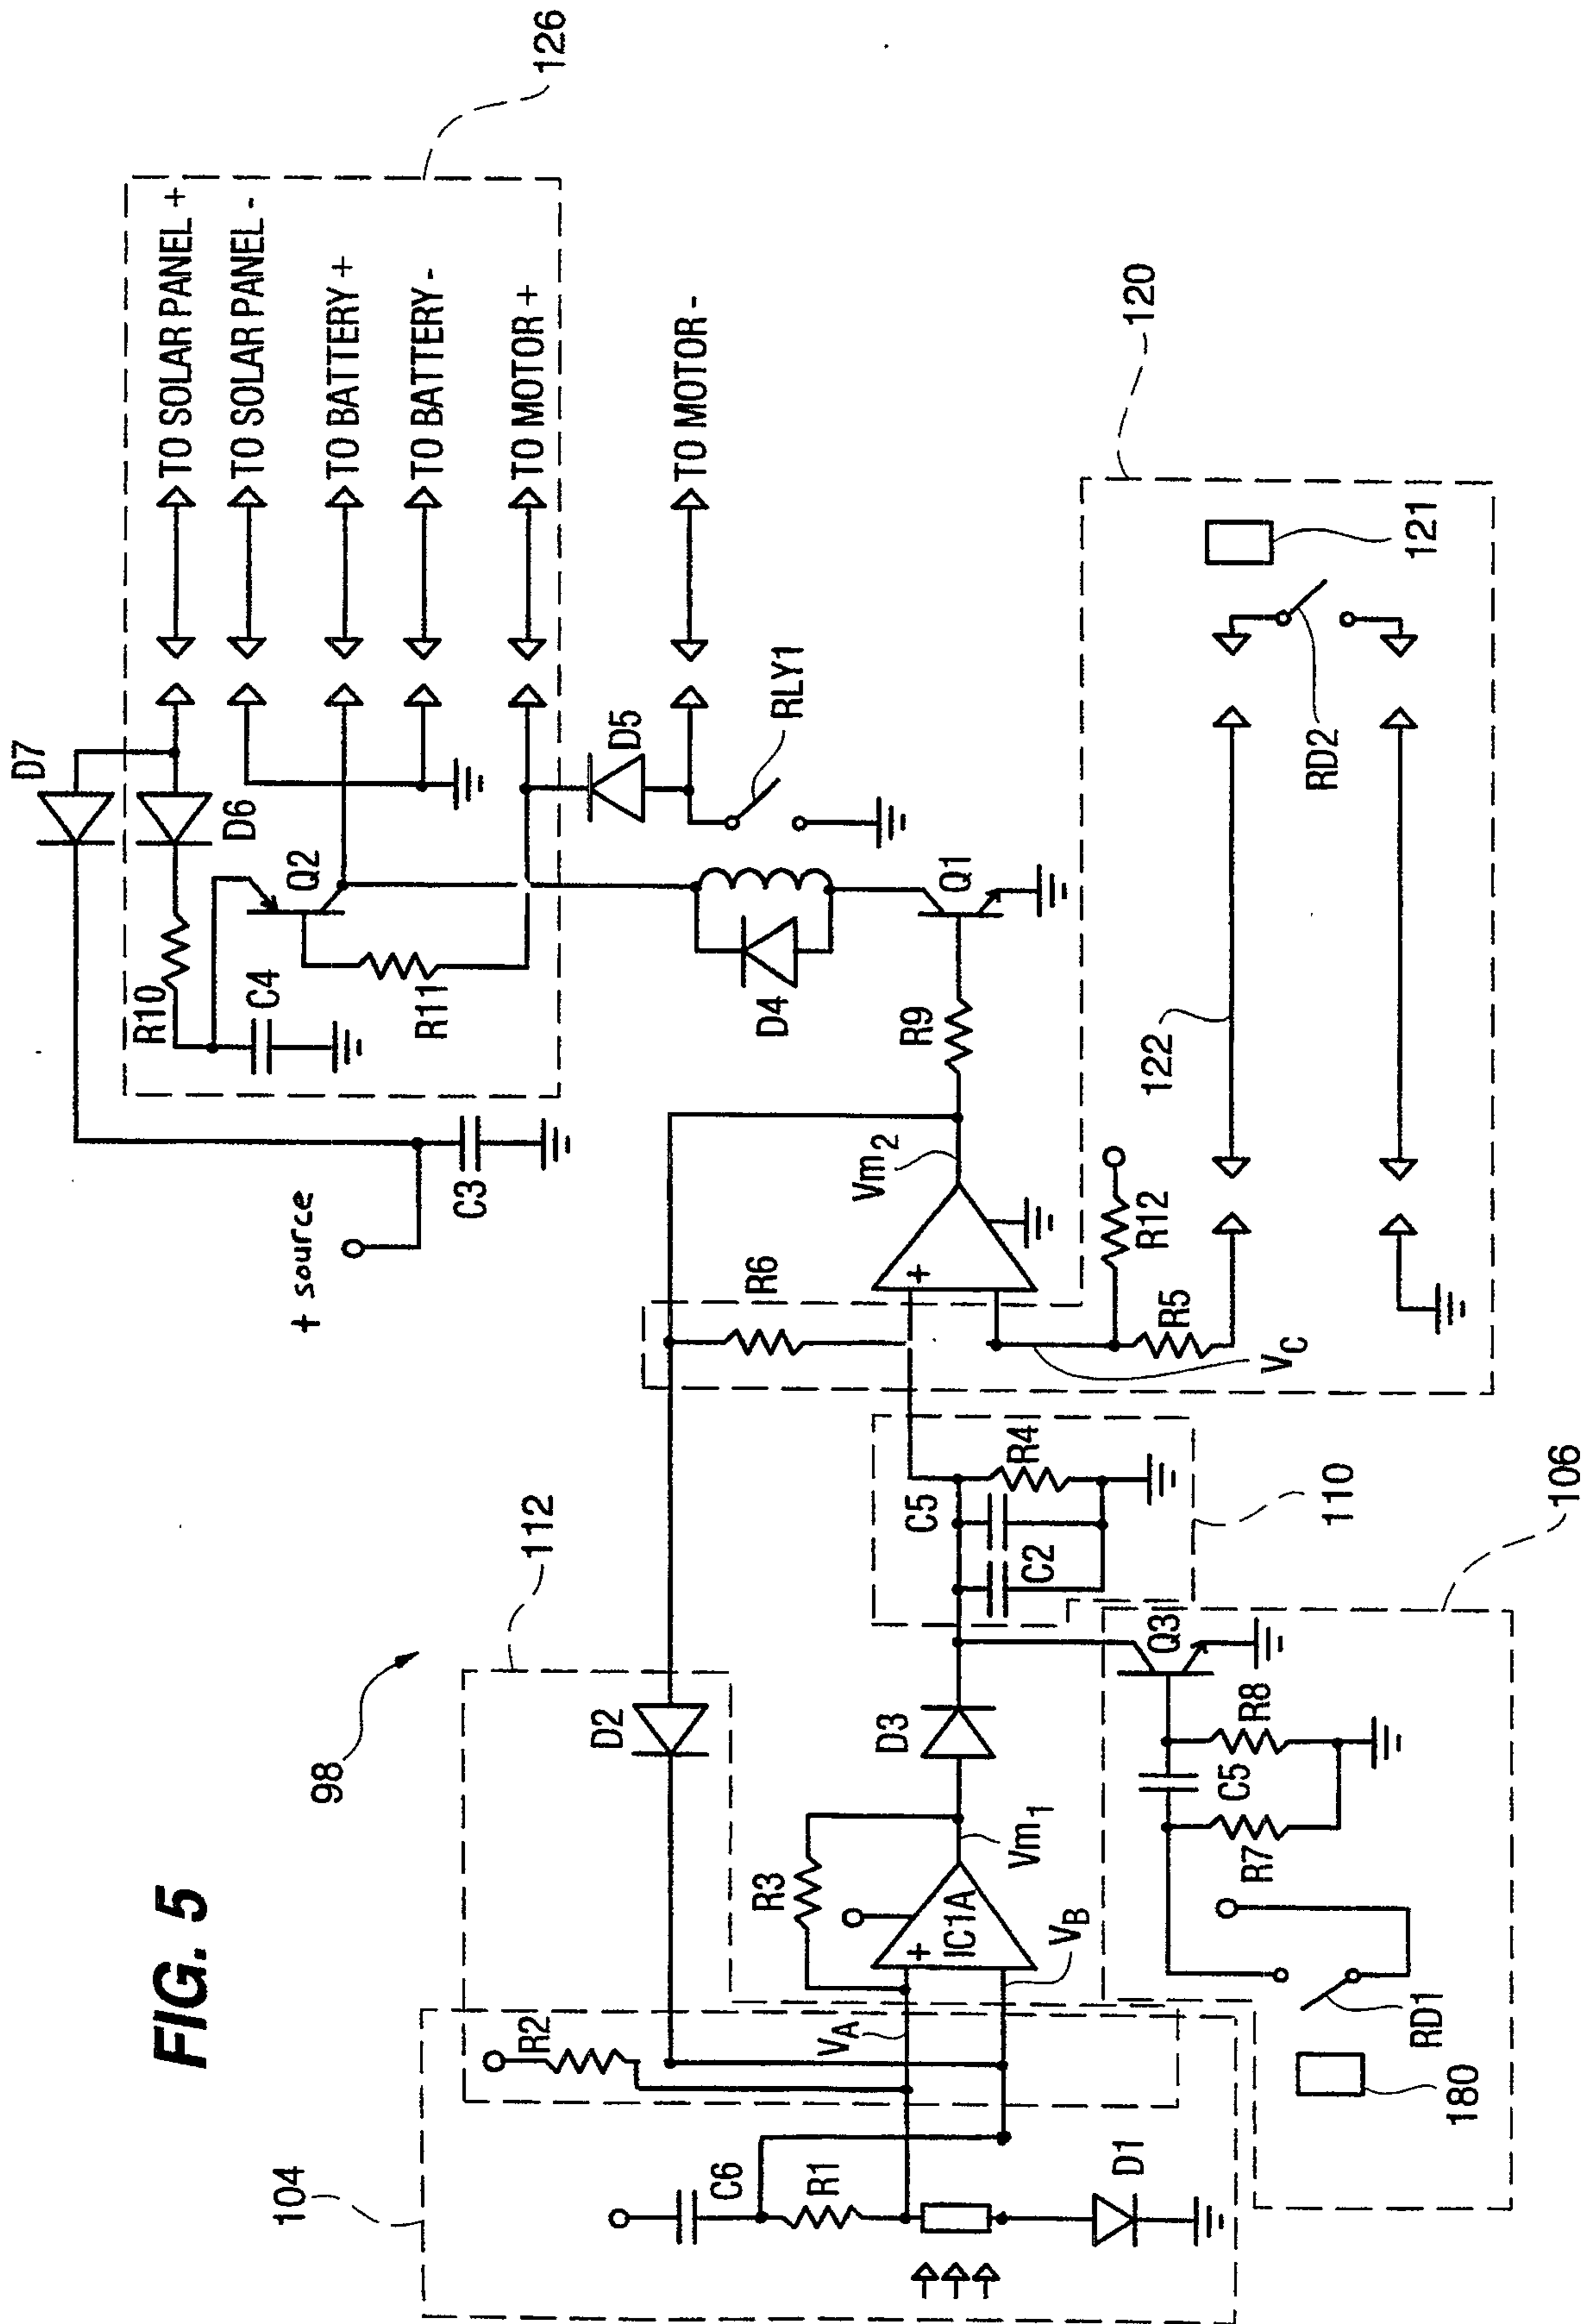 FIG. 5
98
D7
126
TO SOLAR PANEL +
TO SOLAR PANEL -
TO BATTERY +
TO BATTERY -
TO MOTOR +
TO MOTOR -
D6
R10
C4
Q2
R11
D5
RLY1
+ source
C3
D4
Q1
R9
Vm2
R6
+
R12
R5
VC
122
120
121
RD2
112
D2
C5
R4
C2
110
106
D3
Q3
R8
C5
R7
RD1
180
R3
IC1A
+
Vm1
VB
VA
R2
104
C6
R1
D1